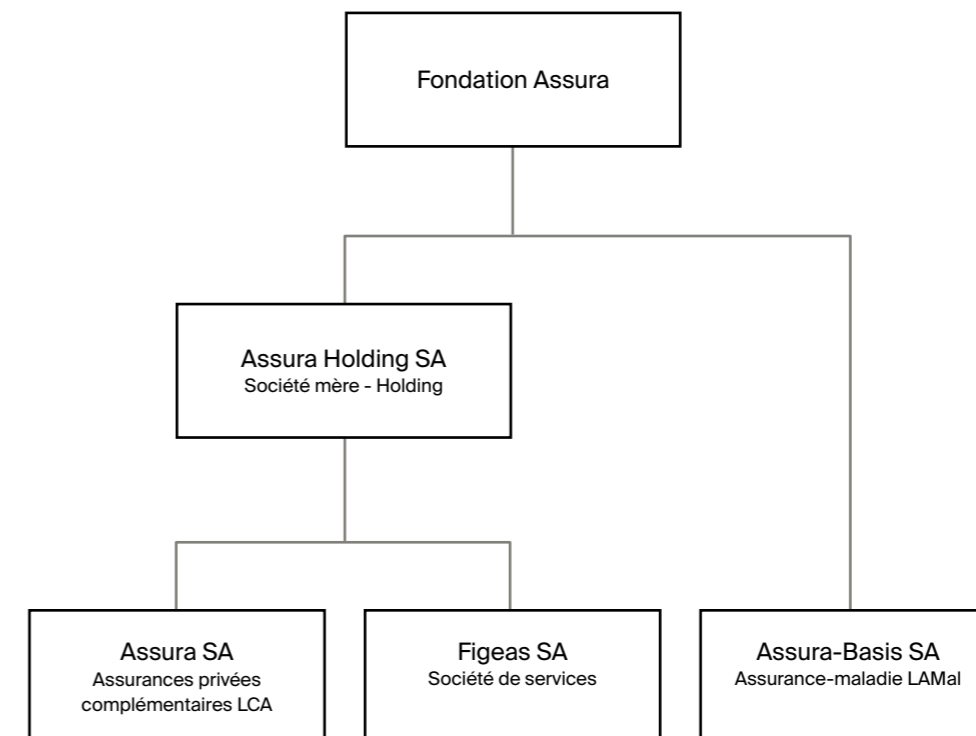 Fondation Assura
Assura Holding SA
Société mère - Holding
Assura SA
Assurances privées
complémentaires LCA
Figeas SA
Société de services
Assura-Basis SA
Assurance-maladie LAMal